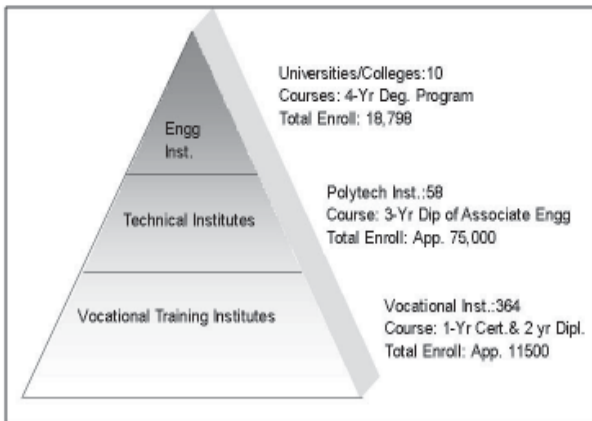 Universities/Colleges:10
Courses: 4-Yr Deg. Program
Total Enroll: 18,798
Engg
Inst.
Polytech Inst.:58
Course: 3-Yr Dip of Associate Engg
Total Enroll: App. 75,000
Technical Institutes
Vocational Inst.:364
Course: 1-Yr Cert.& 2 yr Dipl.
Total Enroll: App. 11500
Vocational Training Institutes